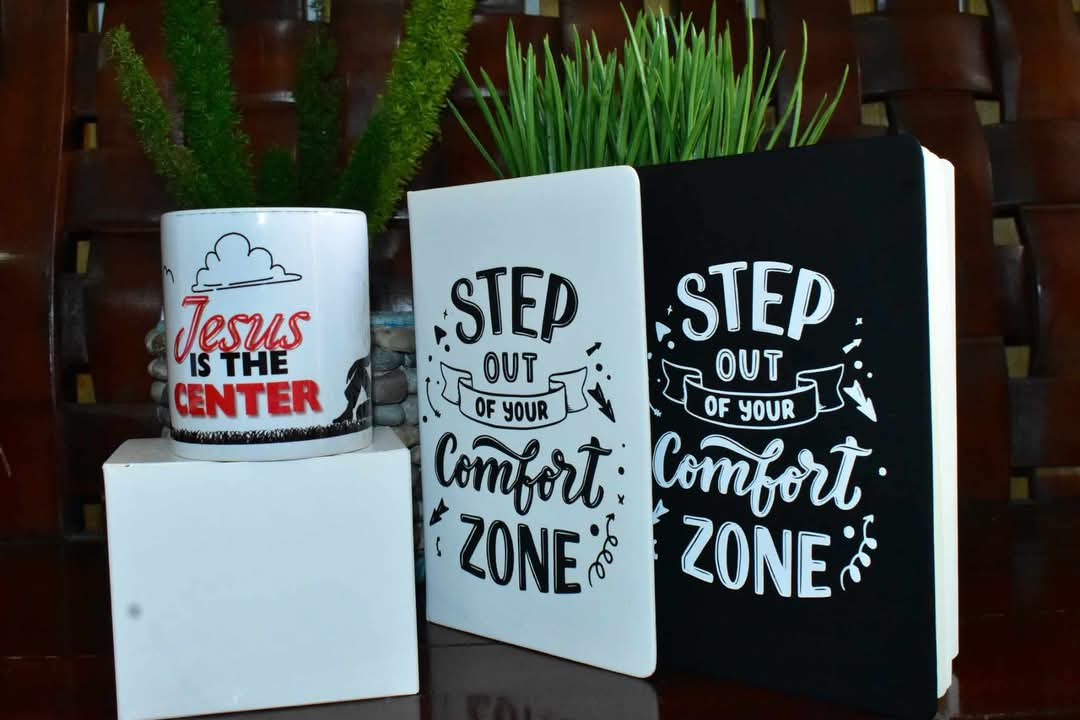 Jesus
IS THE
CENTER
STEP
OUT
OF YOUR
Comfort
ZONE
STEP
OUT
OF YOUR
Comfort
ZONE